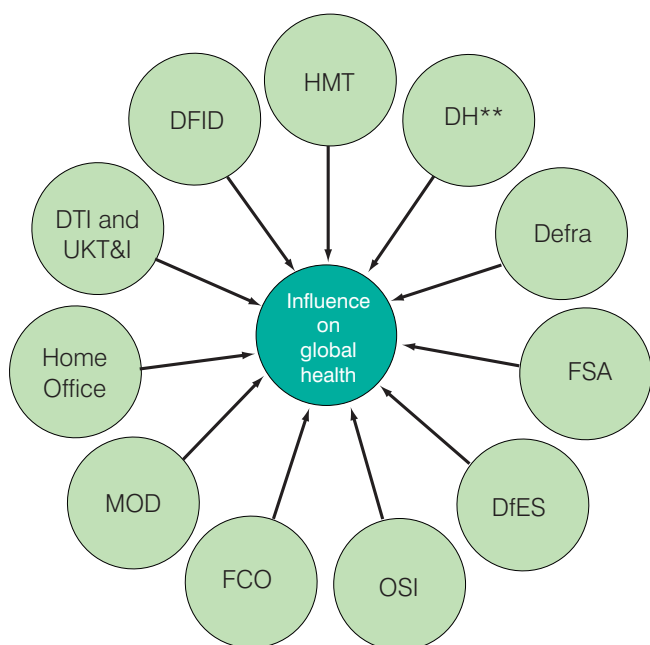 HMT
DH**
Defra
FSA
DfES
OSI
FCO
MOD
Home
Office
DTI and
UKT&I
DFID
Influence
on
global
health